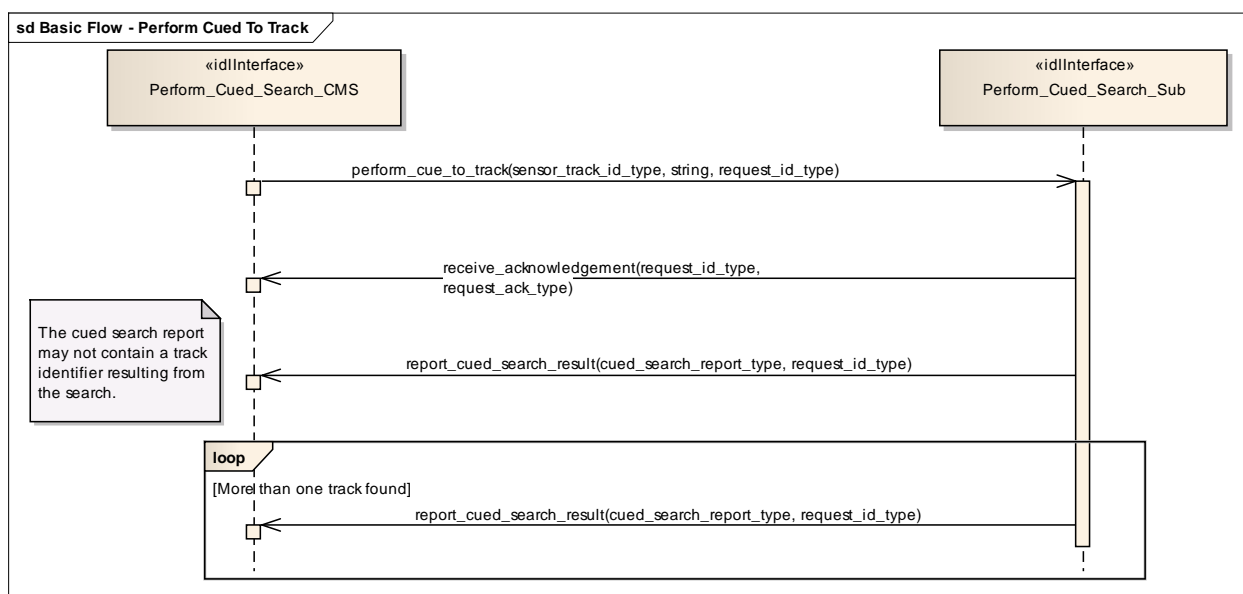 sd Basic Flow - Perform Cued To Track
«idlInterface»
Perform_Cued_Search_CMS
«idlInterface»
Perform_Cued_Search_Sub
perform_cue_to_track(sensor_track_id_type, string, request_id_type)
receive_acknowledgement(request_id_type,
request_ack_type)
The cued search report
may not contain a track
identifier resulting from
the search.
report_cued_search_result(cued_search_report_type, request_id_type)
loop
[More than one track found]
report_cued_search_result(cued_search_report_type, request_id_type)